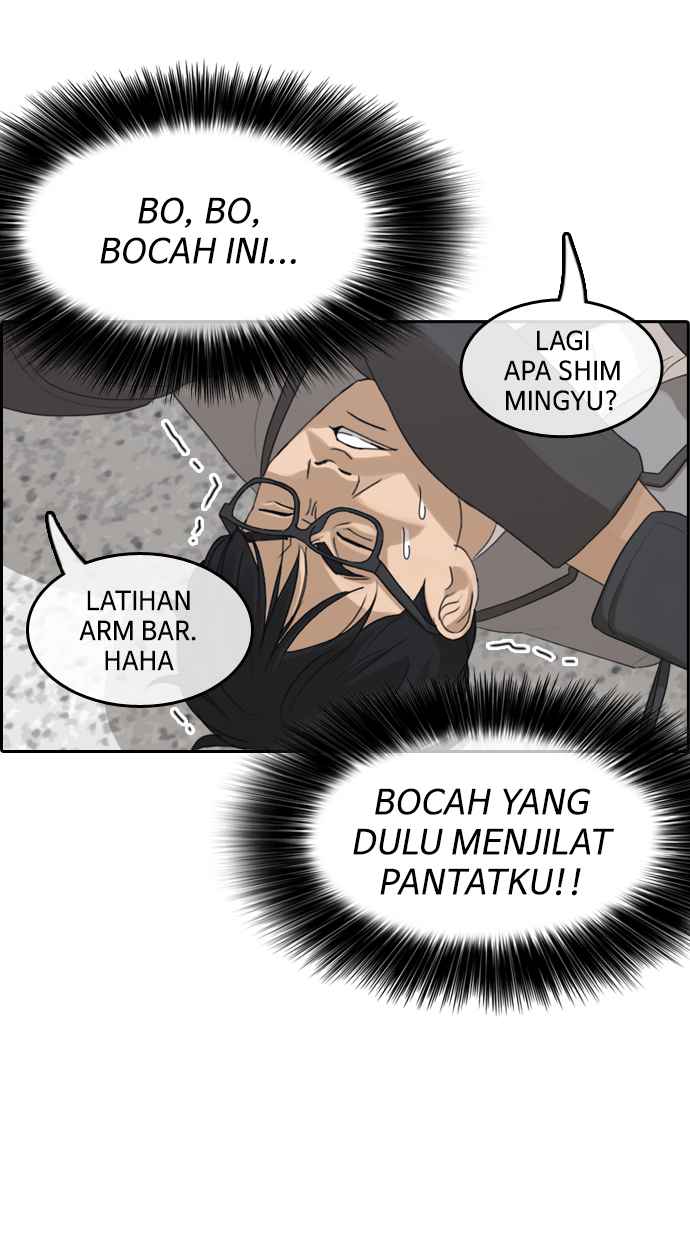 BO, BO,
BOCAH INI...
LAGI
APA SHIM
MINGYU?
LATIHAN
ARM BAR.
HAHA
BOCAH YANG
DULU MENJILAT
PANTATKU!!